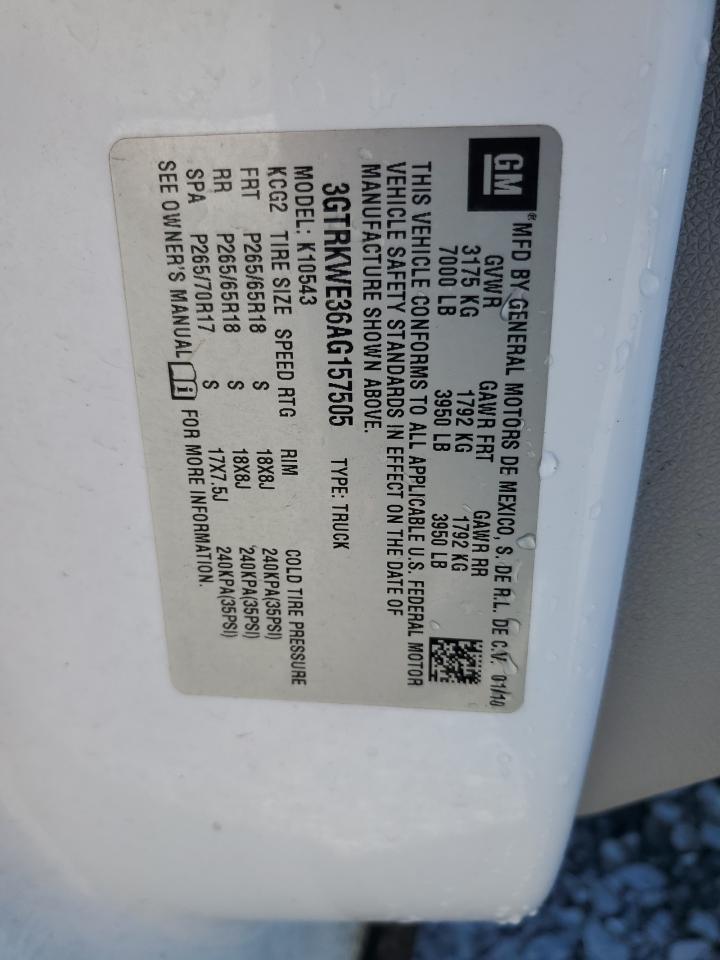 GM ® MFD BY GENERAL MOTORS DE MEXICO, S. DE R.L. DE C.V. 01/10
GVWR GAWR FRT GAWR RR
3175 KG 1792 KG 1792 KG
7000 LB 3950 LB 3950 LB
THIS VEHICLE CONFORMS TO ALL APPLICABLE U.S. FEDERAL MOTOR
VEHICLE SAFETY STANDARDS IN EFFECT ON THE DATE OF
MANUFACTURE SHOWN ABOVE.
3GTRKWE36AG157505 TYPE: TRUCK
MODEL: K10543
KCG2 TIRE SIZE SPEED RTG RIM COLD TIRE PRESSURE
FRT P265/65R18 S 18X8J 240KPA(35PSI)
RR P265/65R18 S 18X8J 240KPA(35PSI)
SPA P265/70R17 S 17X7.5J 240KPA(35PSI)
SEE OWNER'S MANUAL i FOR MORE INFORMATION.